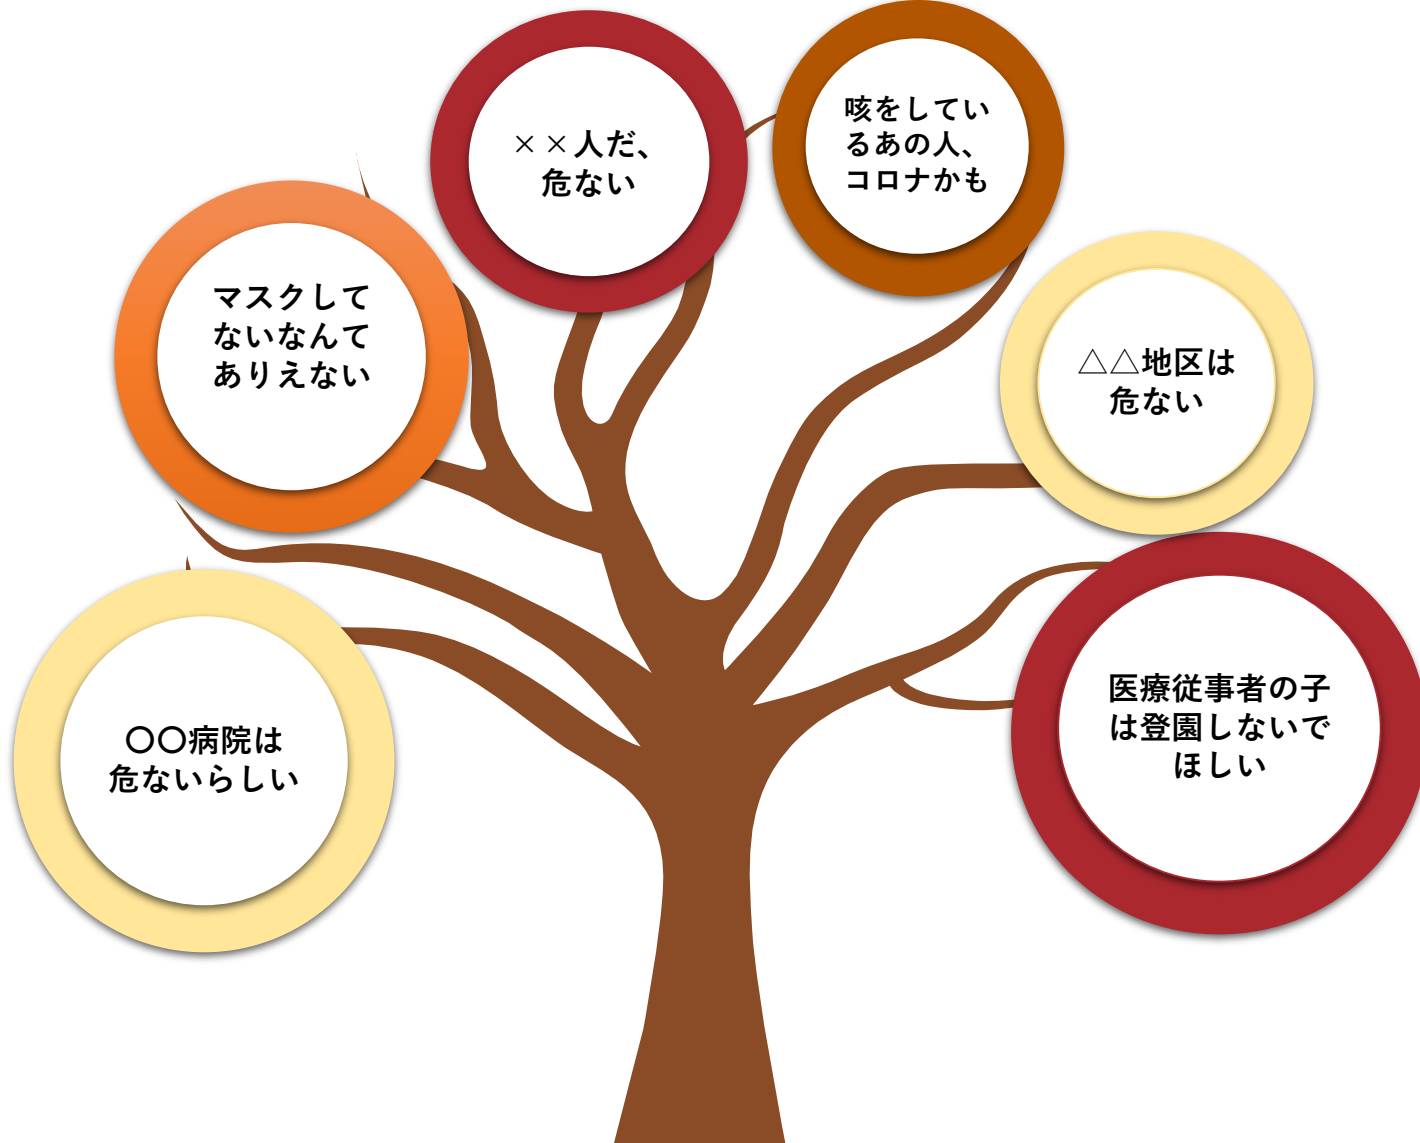 ××人だ、
危ない
咳をしてい
るあの人、
コロナかも
マスクして
ないなんて
ありえない
△△地区は
危ない
〇〇病院は
危ないらしい
医療従事者の子
は登園しないで
ほしい